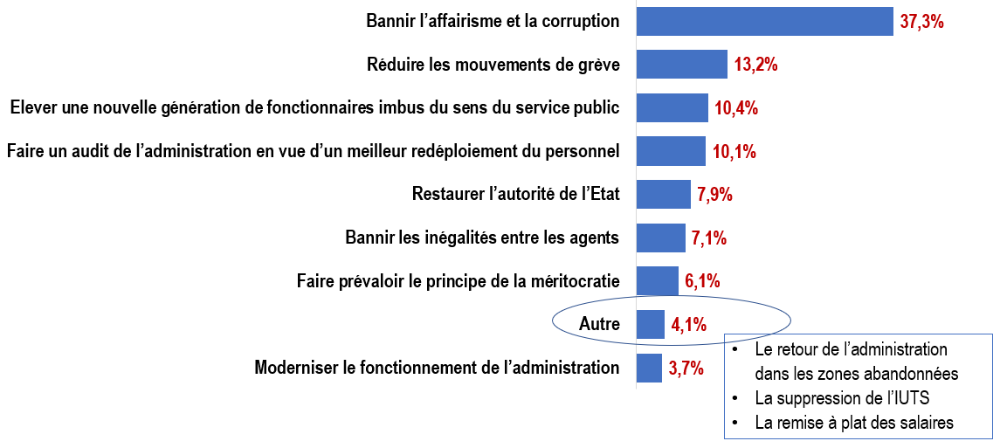 Bannir l’affairisme et la corruption 37,3%
Réduire les mouvements de grève 13,2%
Elever une nouvelle génération de fonctionnaires imbus du sens du service public 10,4%
Faire un audit de l’administration en vue d’un meilleur redéploiement du personnel 10,1%
Restaurer l’autorité de l’Etat 7,9%
Bannir les inégalités entre les agents 7,1%
Faire prévaloir le principe de la méritocratie 6,1%
Autre 4,1%
Moderniser le fonctionnement de l’administration 3,7%
• Le retour de l’administration
dans les zones abandonnées
• La suppression de l’IUTS
• La remise à plat des salaires